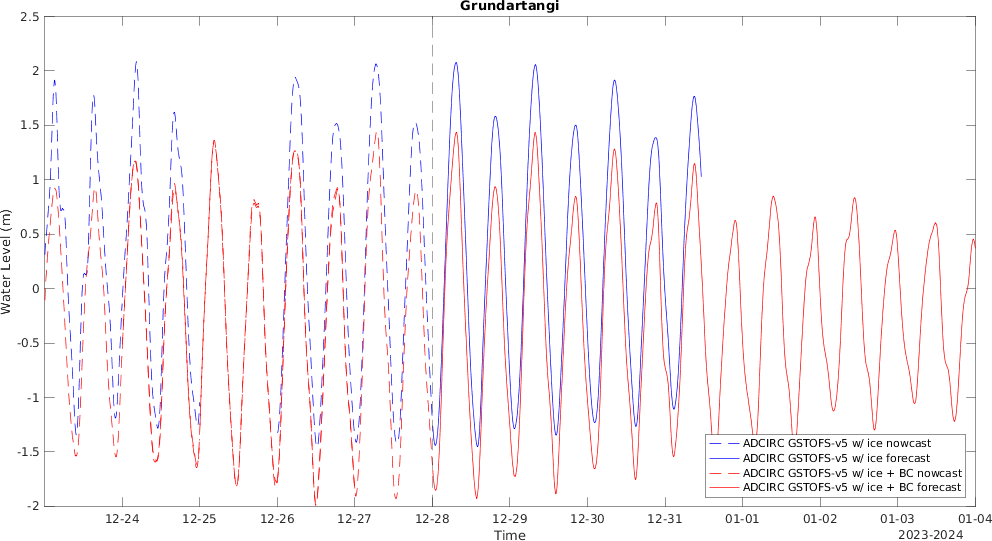 Grundartangi
2.5
2
1.5
1
0.5
0
-0.5
-1
-1.5
-2
Water Level (m)
12-24 12-25 12-26 12-27 12-28 12-29 12-30 12-31 01-01 01-02 01-03 01-04
Time
2023-2024
ADCIRC GSTOFS-v5 w/ ice nowcast
ADCIRC GSTOFS-v5 w/ ice forecast
ADCIRC GSTOFS-v5 w/ ice + BC nowcast
ADCIRC GSTOFS-v5 w/ ice + BC forecast